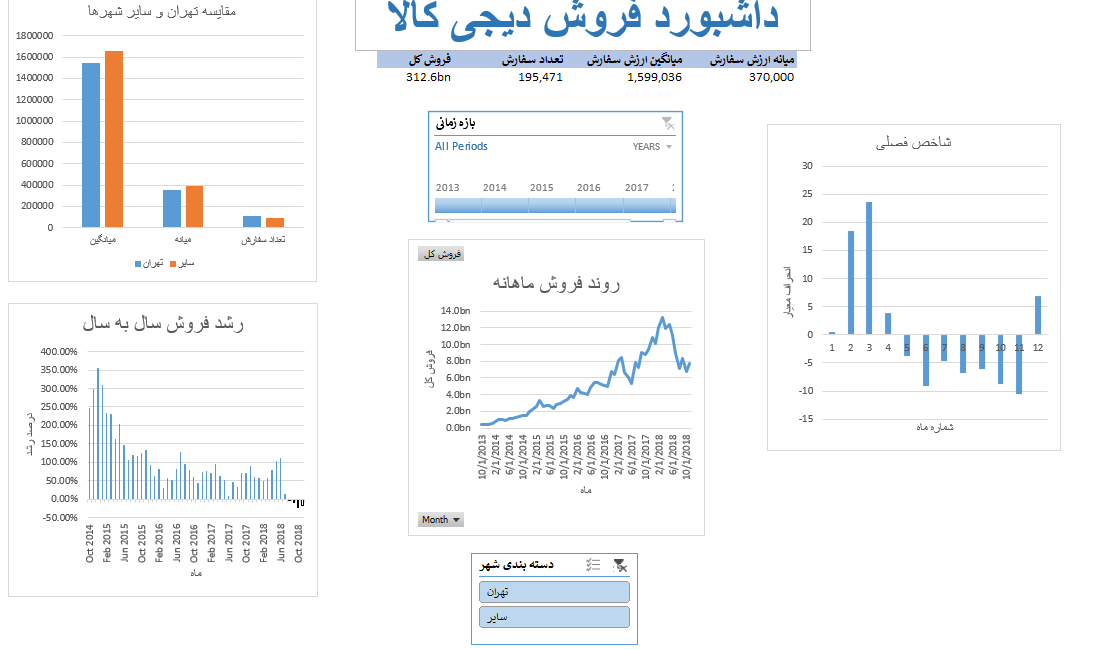 داشبورد فروش دیجی کالا
میانه ارزش سفارش میانگین ارزش سفارش تعداد سفارش فروش کل
370,000 1,599,036 195,471 312.6bn
مقایسه تهران و سایر شهرها
1800000
1600000
1400000
1200000
1000000
800000
600000
400000
200000
0
میانگین میانه تعداد سفارش
تهران سایر
بازه زمانی
All Periods YEARS
2013 2014 2015 2016 2017
شاخص فصلی
30
25
20
15
10
5
0
-5
-10
-15
1 2 3 4 5 6 7 8 9 10 11 12
انحراف معیار
شماره ماه
فروش کل
روند فروش ماهانه
14.0bn
12.0bn
10.0bn
8.0bn
6.0bn
4.0bn
2.0bn
0.0bn
فروش کل
10/1/2013 2/1/2014 6/1/2014 10/1/2014 2/1/2015 6/1/2015 10/1/2015 2/1/2016 6/1/2016 10/1/2016 2/1/2017 6/1/2017 10/1/2017 2/1/2018 6/1/2018 10/1/2018
ماه
Month
رشد فروش سال به سال
400.00%
350.00%
300.00%
250.00%
200.00%
150.00%
100.00%
50.00%
0.00%
-50.00%
درصد رشد
Oct 2014 Feb 2015 Jun 2015 Oct 2015 Feb 2016 Jun 2016 Oct 2016 Feb 2017 Jun 2017 Oct 2017 Feb 2018 Jun 2018 Oct 2018
ماه
دسته بندی شهر
تهران
سایر